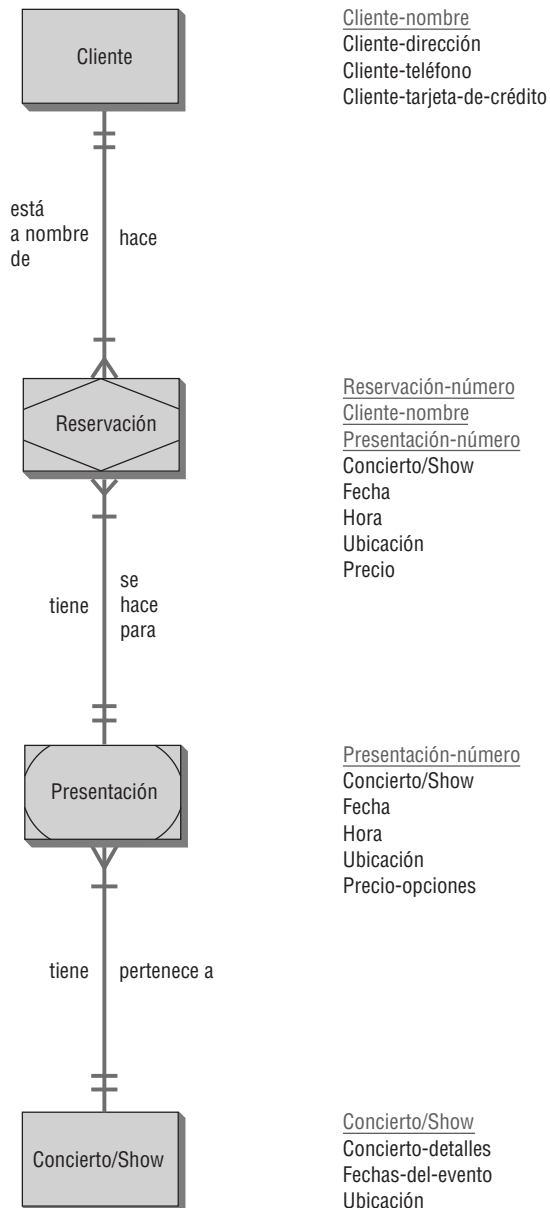 Cliente
Cliente-nombre
Cliente-dirección
Cliente-teléfono
Cliente-tarjeta-de-crédito
está
a nombre
de
hace
Reservación
Reservación-número
Cliente-nombre
Presentación-número
Concierto/Show
Fecha
Hora
Ubicación
Precio
tiene
se
hace
para
Presentación
Presentación-número
Concierto/Show
Fecha
Hora
Ubicación
Precio-opciones
tiene
pertenece a
Concierto/Show
Concierto/Show
Concierto-detalles
Fechas-del-evento
Ubicación